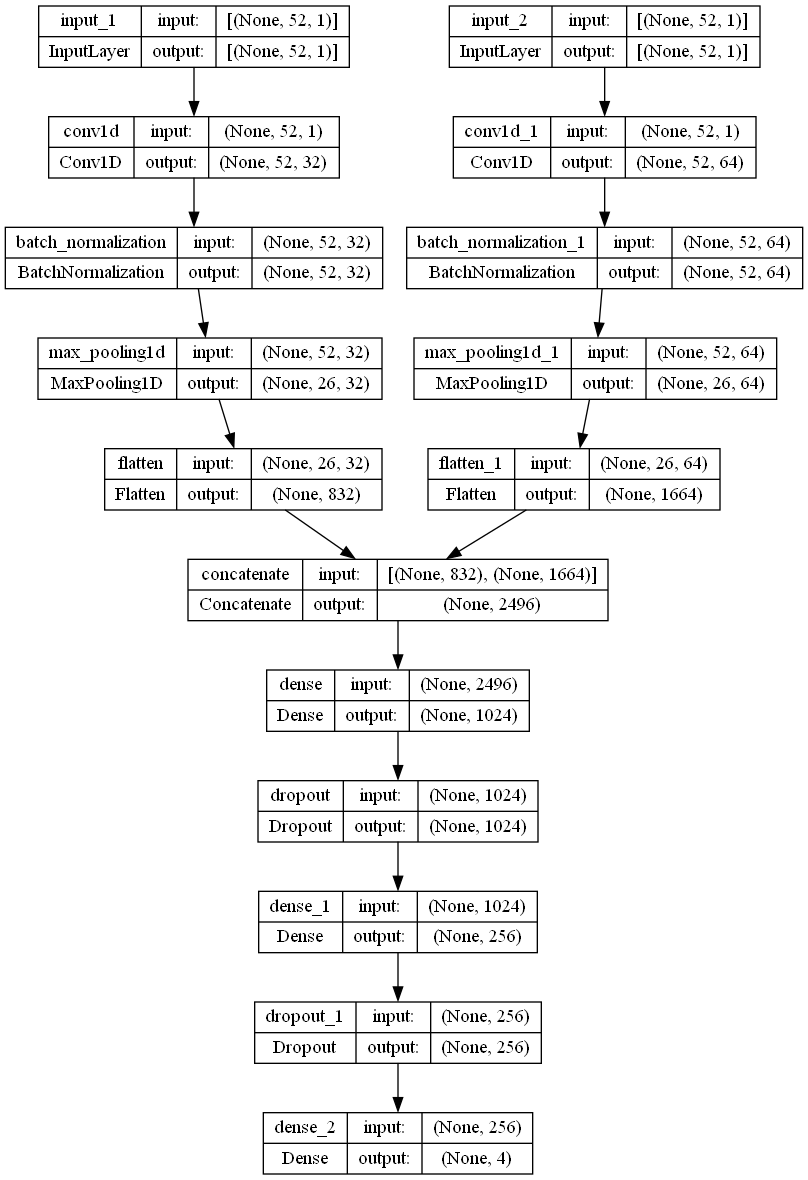 input_1 input: [(None, 52, 1)]
InputLayer output: [(None, 52, 1)]
input_2 input: [(None, 52, 1)]
InputLayer output: [(None, 52, 1)]
conv1d input: (None, 52, 1)
Conv1D output: (None, 52, 32)
conv1d_1 input: (None, 52, 1)
Conv1D output: (None, 52, 64)
batch_normalization input: (None, 52, 32)
BatchNormalization output: (None, 52, 32)
batch_normalization_1 input: (None, 52, 64)
BatchNormalization output: (None, 52, 64)
max_pooling1d input: (None, 52, 32)
MaxPooling1D output: (None, 26, 32)
max_pooling1d_1 input: (None, 52, 64)
MaxPooling1D output: (None, 26, 64)
flatten input: (None, 26, 32)
Flatten output: (None, 832)
flatten_1 input: (None, 26, 64)
Flatten output: (None, 1664)
concatenate input: [(None, 832), (None, 1664)]
Concatenate output: (None, 2496)
dense input: (None, 2496)
Dense output: (None, 1024)
dropout input: (None, 1024)
Dropout output: (None, 1024)
dense_1 input: (None, 1024)
Dense output: (None, 256)
dropout_1 input: (None, 256)
Dropout output: (None, 256)
dense_2 input: (None, 256)
Dense output: (None, 4)